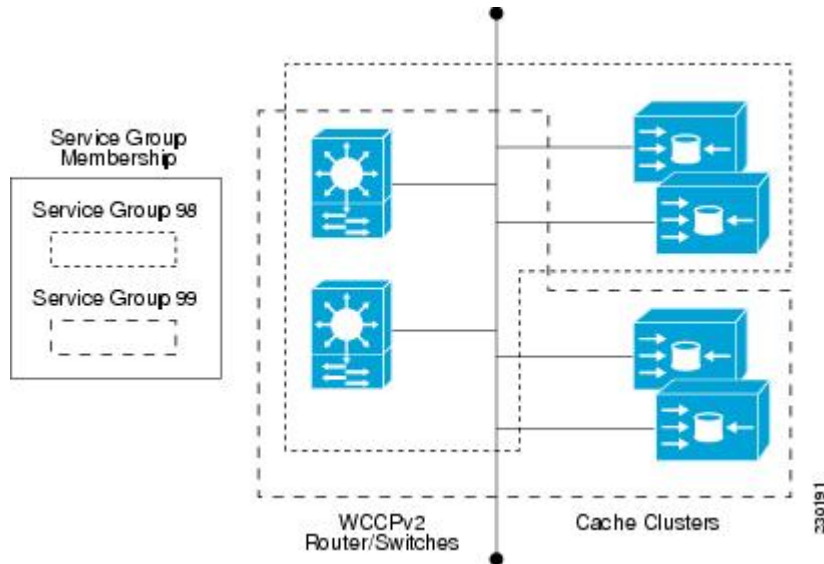 Service Group
Membership
Service Group 98
Service Group 99
WCCPv2
Router/Switches
Cache Clusters
230191